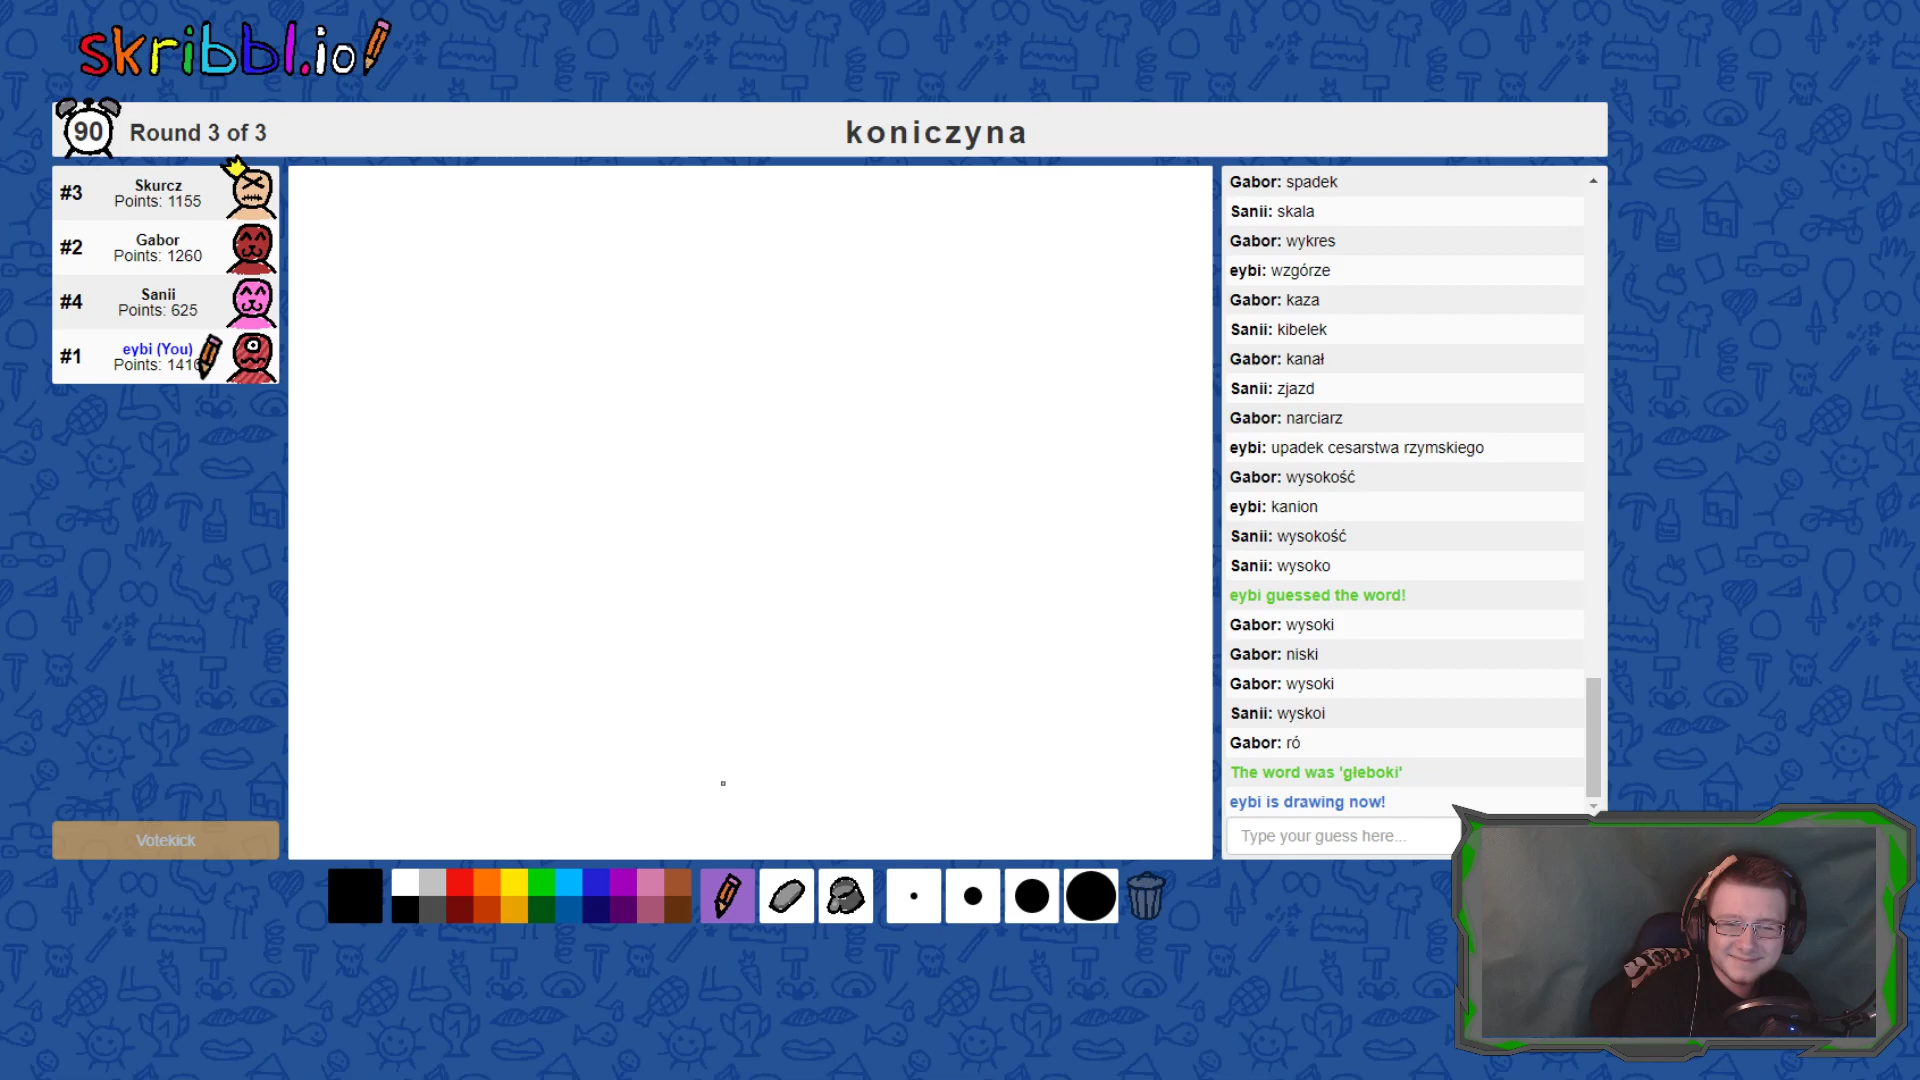 skribbl.io
90
Round 3 of 3
koniczyna
#3
Skurcz
Points: 1155
#2
Gabor
Points: 1260
#4
Sanii
Points: 625
#1
eybi (You)
Points: 1410
Votekick
Gabor: spadek
Sanii: skala
Gabor: wykres
eybi: wzgórze
Gabor: kaza
Sanii: kibelek
Gabor: kanał
Sanii: zjazd
Gabor: narciarz
eybi: upadek cesarstwa rzymskiego
Gabor: wysokość
eybi: kanion
Sanii: wysokość
Sanii: wysoko
eybi guessed the word!
Gabor: wysoki
Gabor: niski
Gabor: wysoki
Sanii: wyskoi
Gabor: ró
The word was 'głeboki'
eybi is drawing now!
Type your guess here...